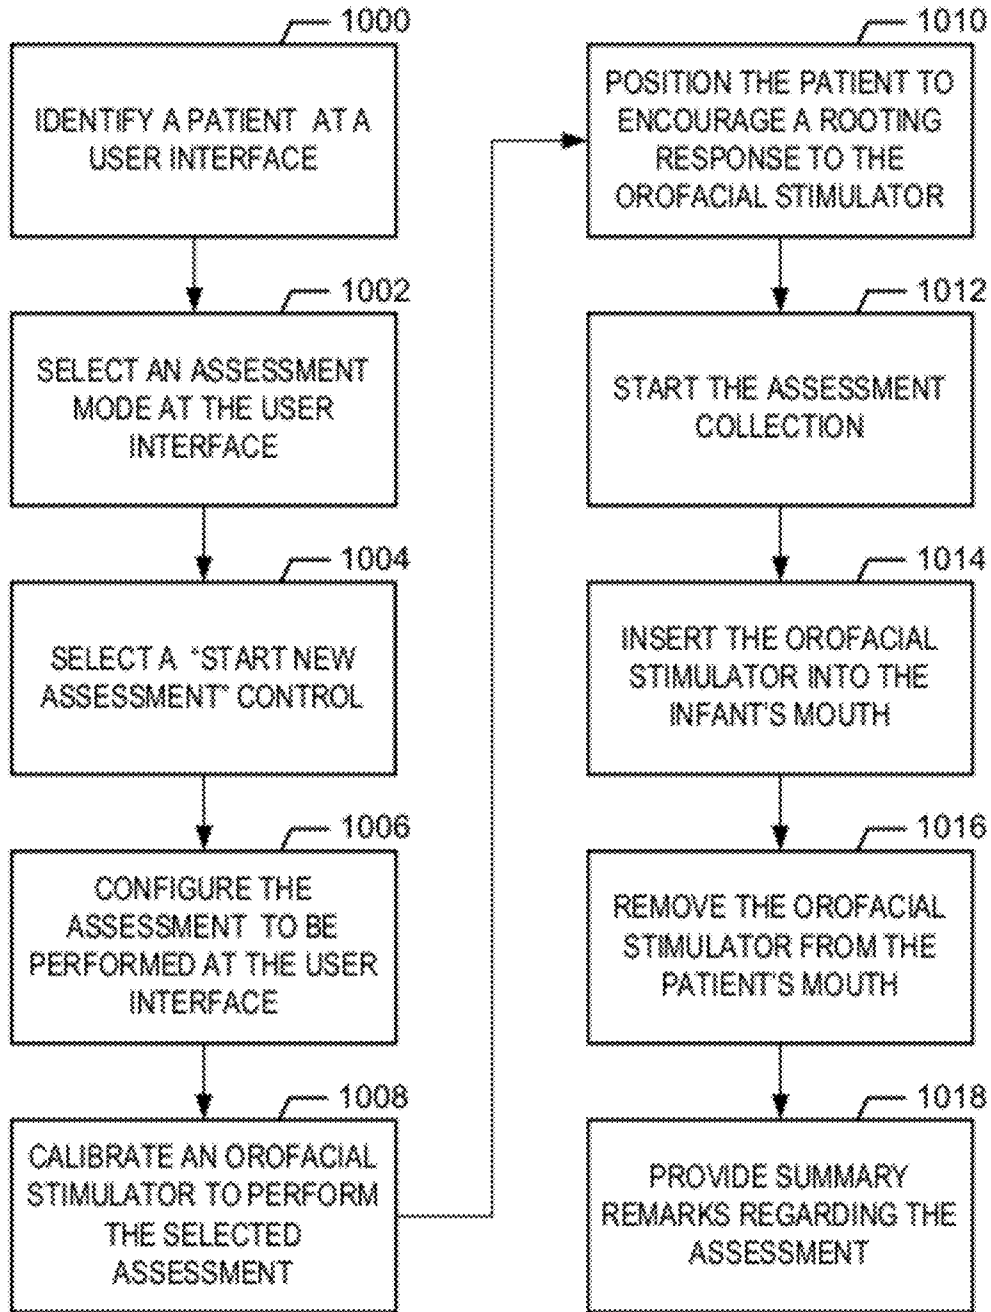 1000
IDENTIFY A PATIENT AT A
USER INTERFACE
1002
SELECT AN ASSESSMENT
MODE AT THE USER
INTERFACE
1004
SELECT A "START NEW
ASSESSMENT" CONTROL
1006
CONFIGURE THE
ASSESSMENT TO BE
PERFORMED AT THE USER
INTERFACE
1008
CALIBRATE AN OROFACIAL
STIMULATOR TO PERFORM
THE SELECTED
ASSESSMENT
1010
POSITION THE PATIENT TO
ENCOURAGE A ROOTING
RESPONSE TO THE
OROFACIAL STIMULATOR
1012
START THE ASSESSMENT
COLLECTION
1014
INSERT THE OROFACIAL
STIMULATOR INTO THE
INFANT'S MOUTH
1016
REMOVE THE OROFACIAL
STIMULATOR FROM THE
PATIENT'S MOUTH
1018
PROVIDE SUMMARY
REMARKS REGARDING THE
ASSESSMENT